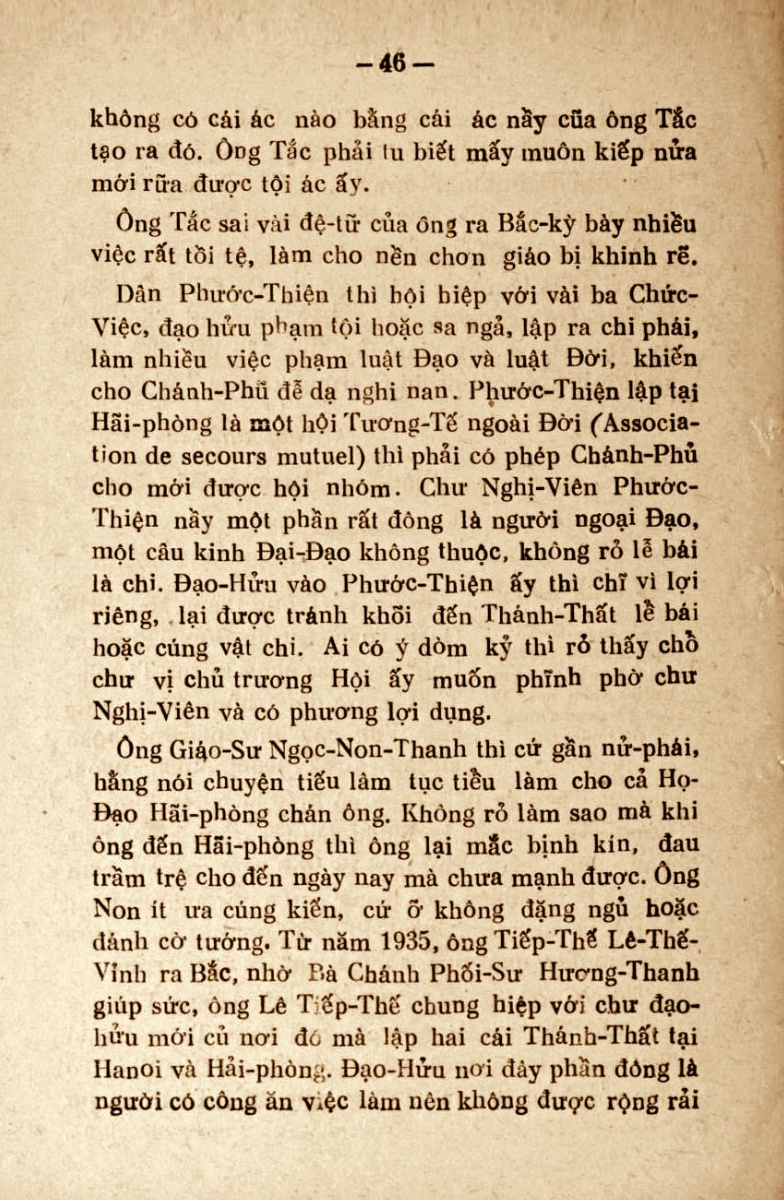 — 46 —
không có cái ác nào bằng cái ác nầy cũa ông Tắc
tạo ra đó. Ông Tắc phải tu biết mấy muôn kiếp nửa
mới rữa được tội ác ấy.
Ông Tắc sai vài đệ-tữ của ông ra Bắc-kỳ bày nhiều
việc rất tồi tệ, làm cho nền chơn giáo bị khinh rẽ.
Dân Phước-Thiện thì hội hiệp với vài ba Chức-
Việc, đạo hữu phạm tội hoặc sa ngả, lập ra chi phái,
làm nhiều việc phạm luật Đạo và luật Đời, khiến
cho Chánh-Phũ đễ dạ nghi nan. Phước-Thiện lập tại
Hãi-phòng là một hội Tương-Tế ngoài Đời (Associa-
tion de secours mutuel) thì phải có phép Chánh-Phủ
cho mới được hội nhóm. Chư Nghị-Viên Phước-
Thiện nầy một phần rất đông là người ngoại Đạo,
một câu kinh Đại-Đạo không thuộc, không rỏ lễ bái
là chi. Đạo-Hửu vào Phước-Thiện ấy thì chĩ vì lợi
riêng, lại được tránh khõi đến Thánh-Thất lễ bái
hoặc cúng vật chi. Ai có ý dòm kỷ thì rỏ thấy chỗ
chư vị chủ trương Hội ấy muốn phĩnh phờ chư
Nghị-Viên và có phương lợi dụng.
Ông Giáo-Sư Ngọc-Non-Thanh thì cứ gần nử-phái,
hằng nói chuyện tiếu lâm tục tiểu làm cho cả Họ-
Đạo Hãi-phòng chán ông. Không rỏ làm sao mà khi
ông đến Hãi-phòng thì ông lại mắc bịnh kín, đau
trầm trệ cho đến ngày nay mà chưa mạnh được. Ông
Non ít ưa cúng kiến, cứ ỡ không đặng ngủ hoặc
đánh cờ tướng. Từ năm 1935, ông Tiếp-Thế Lê-Thế-
Vỉnh ra Bắc, nhờ Bà Chánh Phối-Sư Hương-Thanh
giúp sức, ông Lê Tiếp-Thế chung hiệp với chư đạo-
hửu mới củ nơi đó mà lập hai cái Thánh-Thất tại
Hanoi và Hải-phòng. Đạo-Hửu nơi đây phần đông là
người có công ăn việc làm nên không được rộng rải